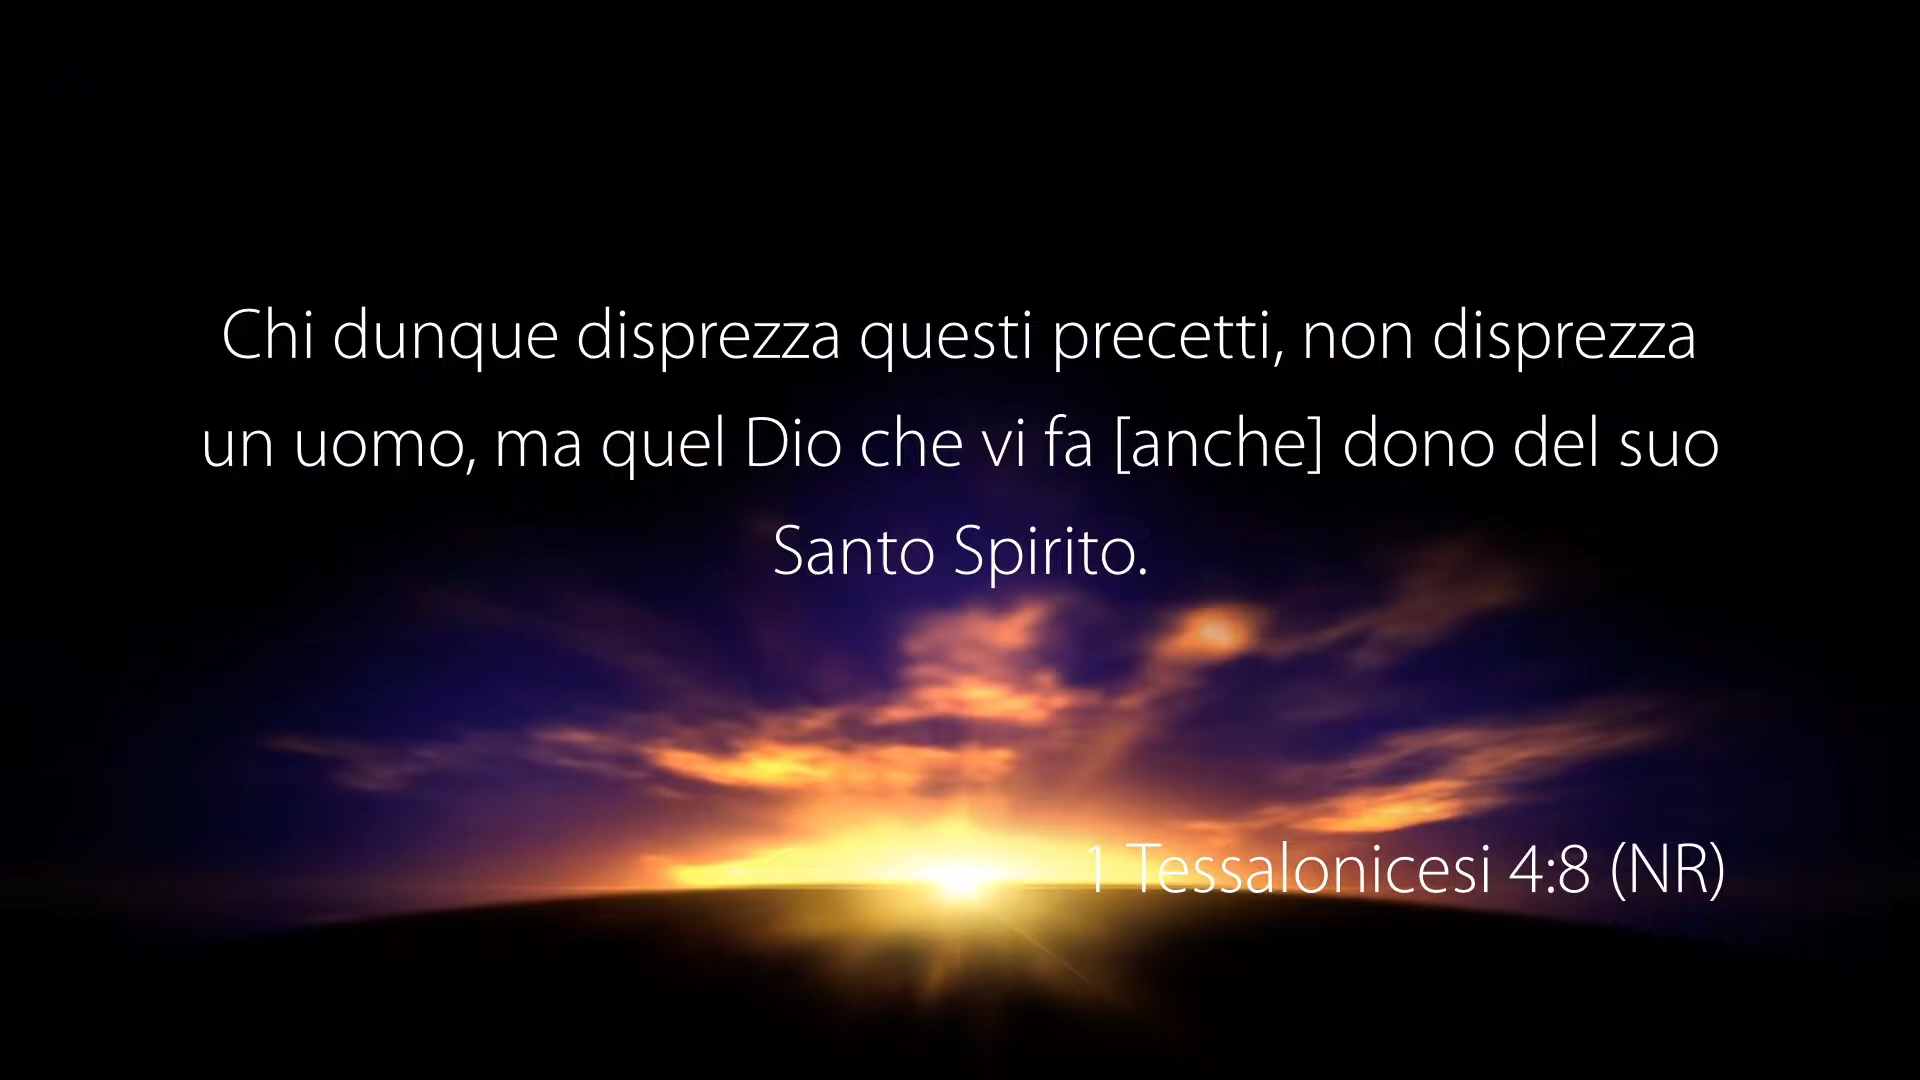 Chi dunque disprezza questi precetti, non disprezza
un uomo, ma quel Dio che vi fa [anche] dono del suo
Santo Spirito.
1 Tessalonicesi 4:8 (NR)